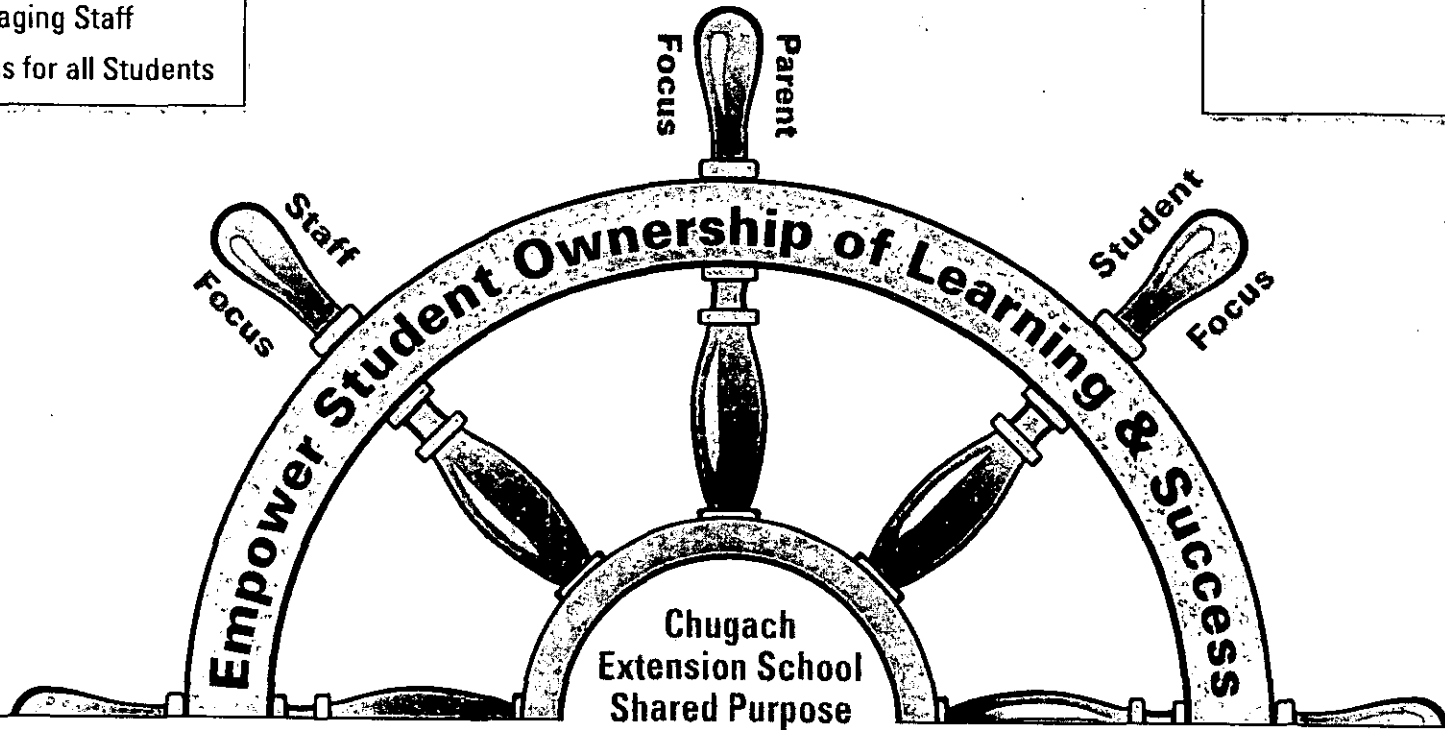 Staff
for all Students
Parent
Focus
Staff
Focus
Student
Focus
Empower Student Ownership of Learning & Success
Chugach
Extension School
Shared Purpose